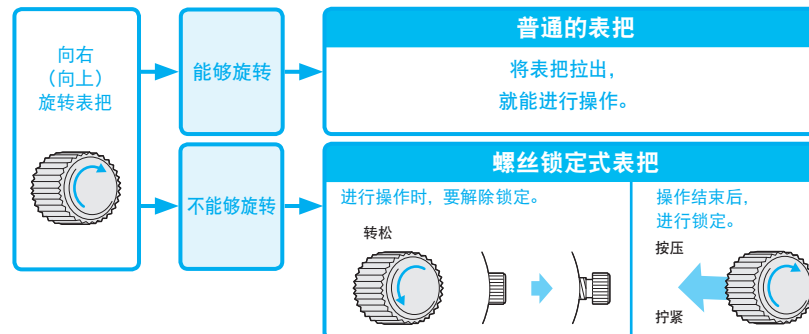 向右
（向上）
旋转表把
能够旋转
普通的表把
将表把拉出，
就能进行操作。
不能够旋转
螺丝锁定式表把
进行操作时，要解除锁定。
转松
操作结束后，
进行锁定。
按压
拧紧